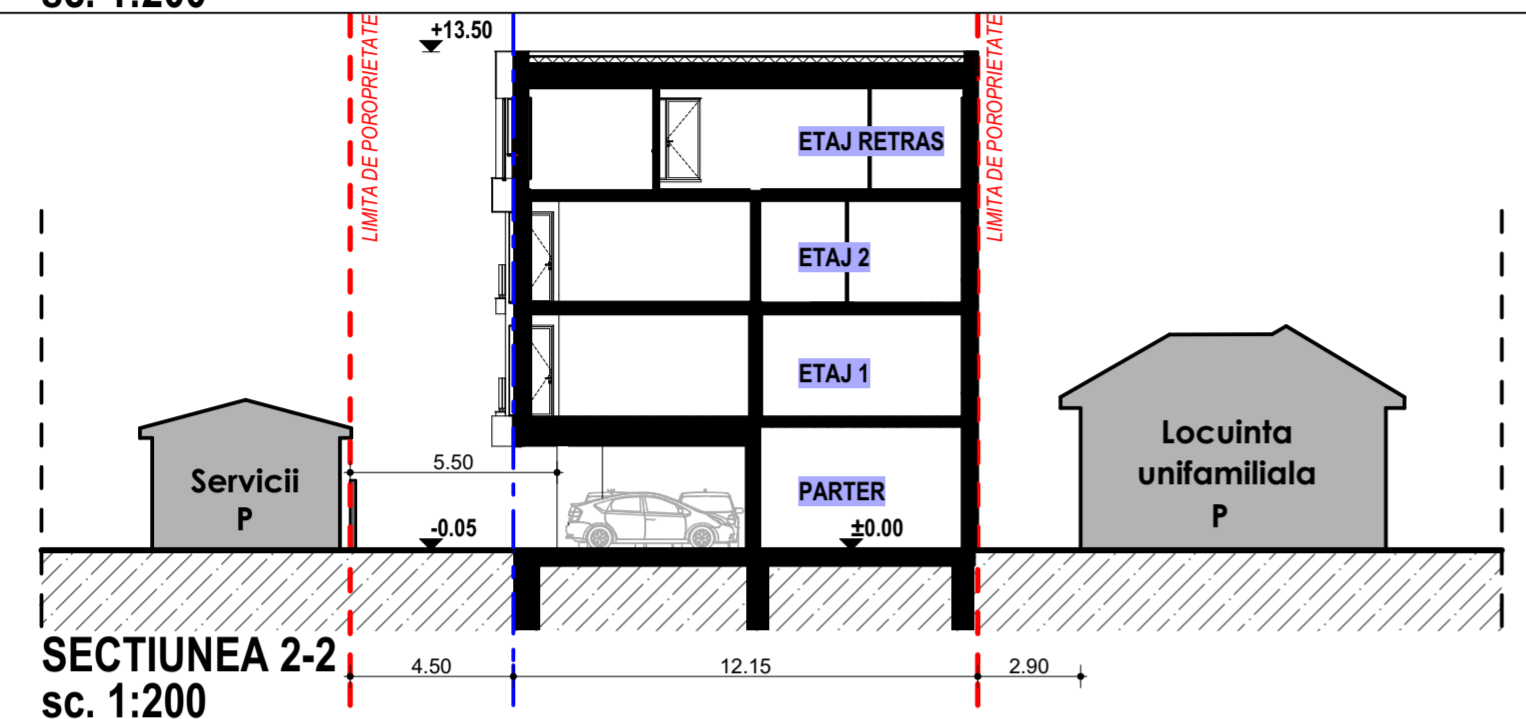 sc. 1:200
+13.50
LIMITA DE POROPRIETATE
LIMITA DE POROPRIETATE
ETAJ RETRAS
ETAJ 2
ETAJ 1
Servicii
P
5.50
PARTER
-0.05
±0.00
Locuinta
unifamiliala
P
SECTIUNEA 2-2
sc. 1:200
4.50
12.15
2.90